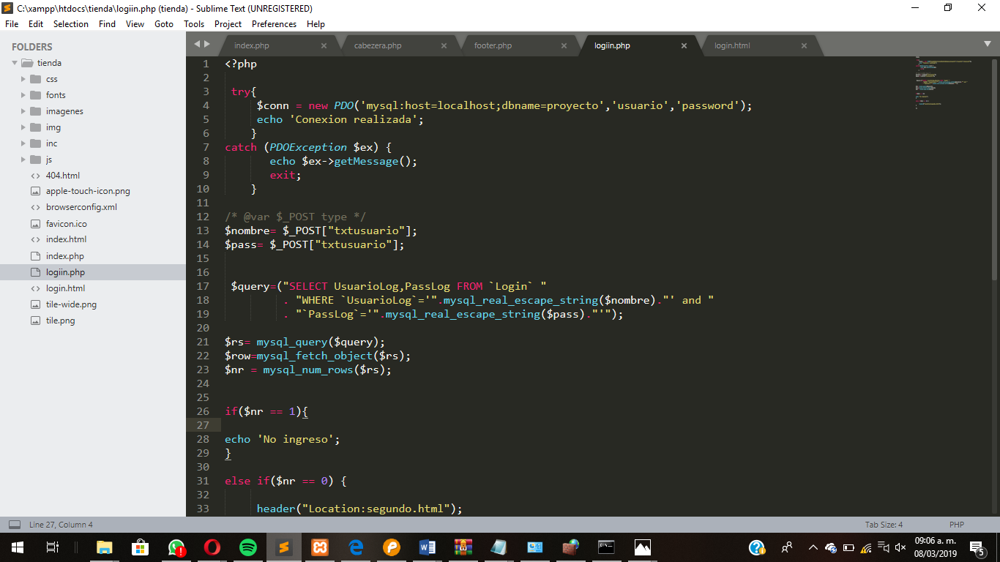 C:\xampp\htdocs\tienda\logiin.php (tienda) - Sublime Text (UNREGISTERED)
File Edit Selection Find View Goto Tools Project Preferences Help
FOLDERS
tienda
css
fonts
imagenes
img
inc
js
404.html
apple-touch-icon.png
browserconfig.xml
favicon.ico
index.html
index.php
logiin.php
login.html
tile-wide.png
tile.png
index.php × cabezera.php × footer.php × logiin.php × login.html ×
1 <?php
2
3 try{
4 $conn = new PDO('mysql:host=localhost;dbname=proyecto','usuario','password');
5 echo 'Conexion realizada';
6 }
7 catch (PDOException $ex) {
8 echo $ex->getMessage();
9 exit;
10 }
11
12 /* @var $_POST type */
13 $nombre= $_POST["txtusuario"];
14 $pass= $_POST["txtusuario"];
15
16
17 $query=("SELECT UsuarioLog,PassLog FROM `Login` "
18 . "WHERE `UsuarioLog`='".mysql_real_escape_string($nombre)."' and "
19 . "`PassLog`='".mysql_real_escape_string($pass)."'");
20
21 $rs= mysql_query($query);
22 $row=mysql_fetch_object($rs);
23 $nr = mysql_num_rows($rs);
24
25
26 if($nr == 1){
27
28 echo 'No ingreso';
29 }
30
31 else if($nr == 0) {
32
33 header("Location:segundo.html");
Line 27, Column 4 Tab Size: 4 PHP
09:06 a. m.
08/03/2019
5